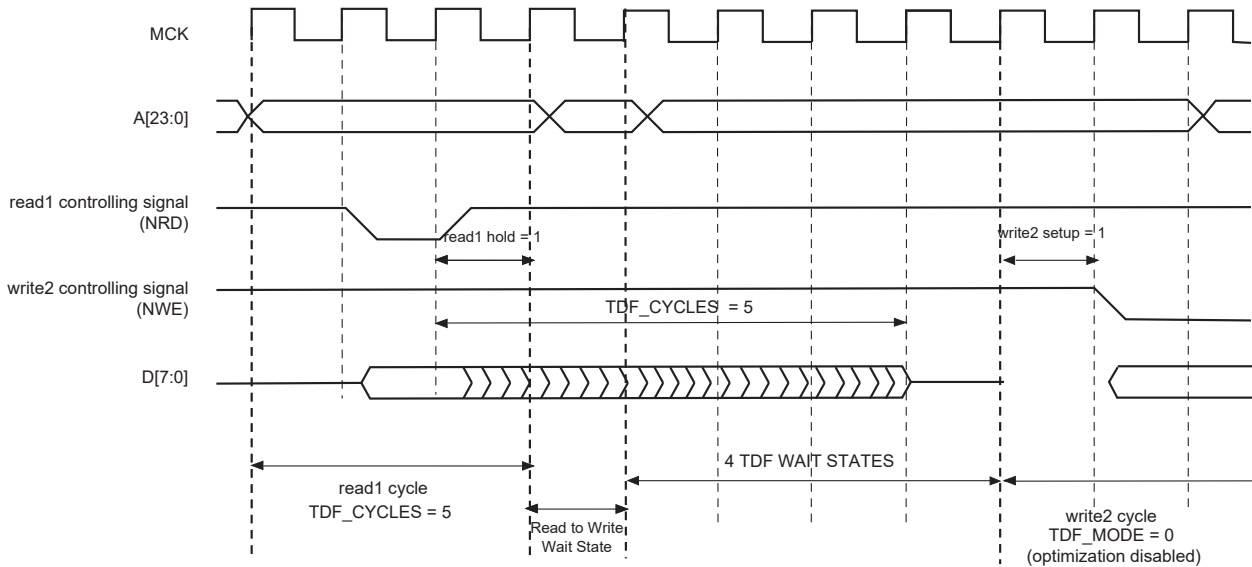 MCK
A[23:0]
read1 controlling signal
(NRD)
read1 hold = 1
write2 setup = 1
write2 controlling signal
(NWE)
TDF_CYCLES = 5
D[7:0]
4 TDF WAIT STATES
read1 cycle
TDF_CYCLES = 5
Read to Write
Wait State
write2 cycle
TDF_MODE = 0
(optimization disabled)